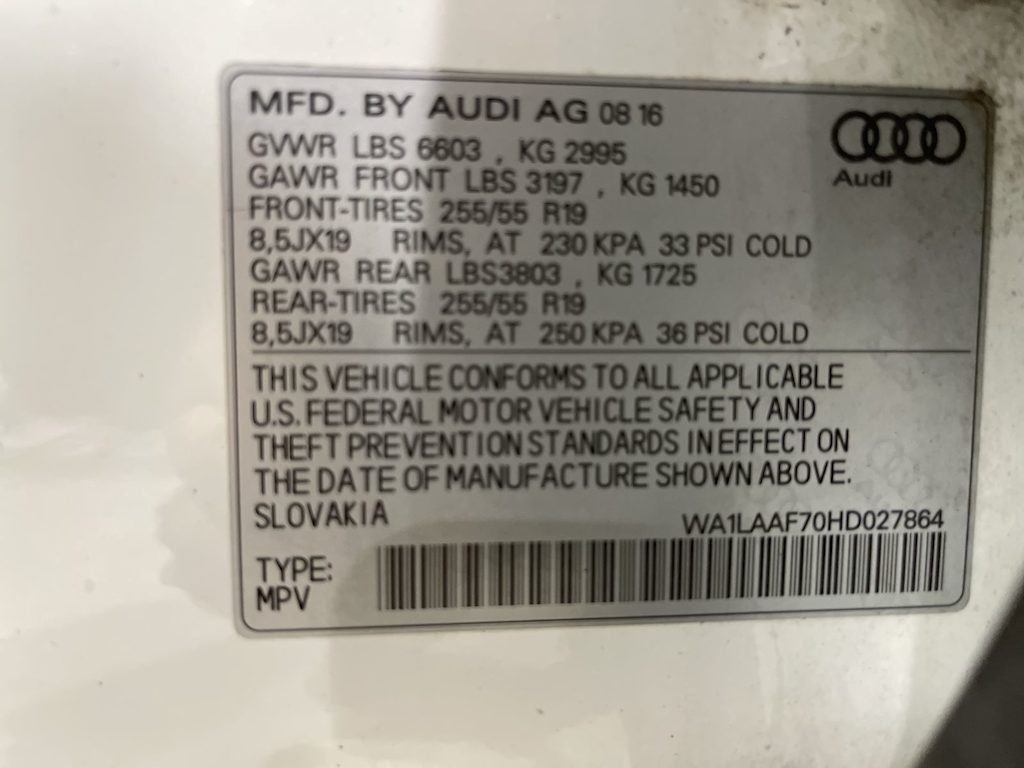 MFD. BY AUDI AG 08 16
GVWR LBS 6603 , KG 2995
GAWR FRONT LBS 3197 , KG 1450
FRONT-TIRES 255/55 R19
8,5JX19 RIMS, AT 230 KPA 33 PSI COLD
GAWR REAR LBS3803 , KG 1725
REAR-TIRES 255/55 R19
8,5JX19 RIMS, AT 250 KPA 36 PSI COLD
Audi
THIS VEHICLE CONFORMS TO ALL APPLICABLE
U.S. FEDERAL MOTOR VEHICLE SAFETY AND
THEFT PREVENTION STANDARDS IN EFFECT ON
THE DATE OF MANUFACTURE SHOWN ABOVE.
SLOVAKIA
WA1LAAF70HD027864
TYPE:
MPV